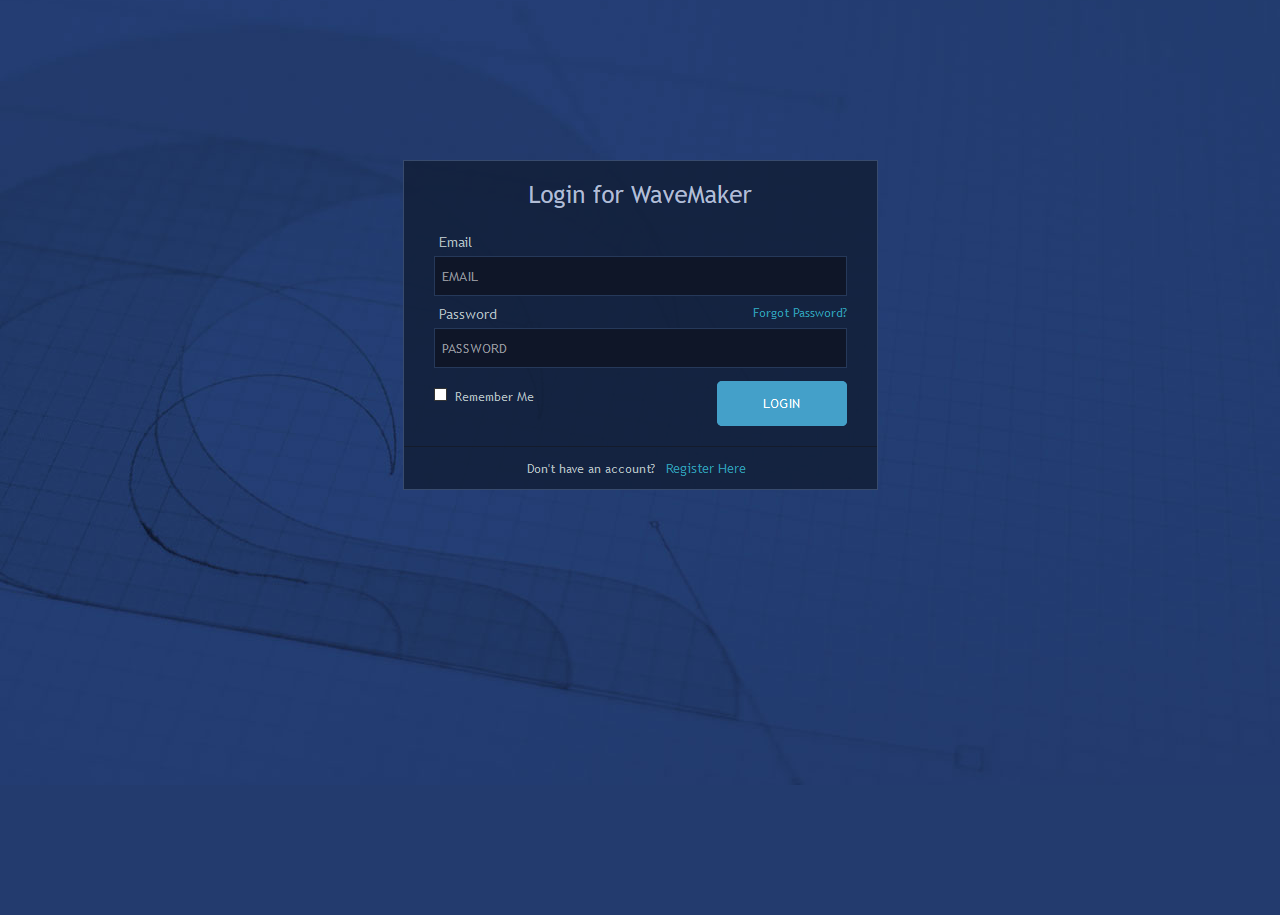 Login for WaveMaker
Email
EMAIL
Password Forgot Password?
PASSWORD
Remember Me LOGIN
Don't have an account? Register Here